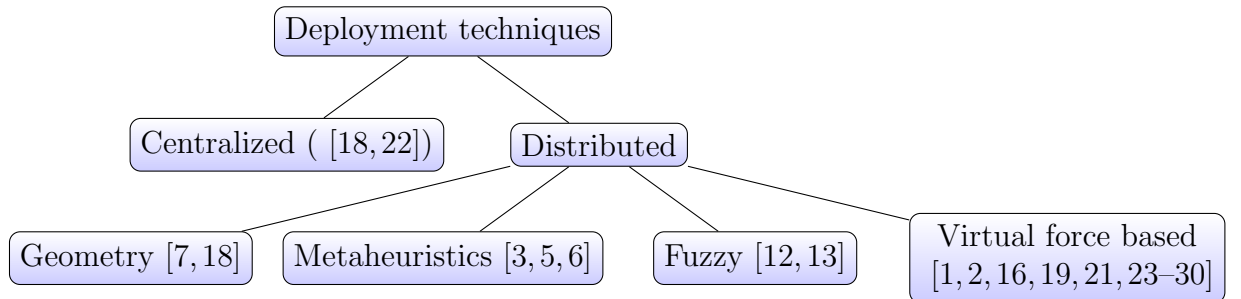 Deployment techniques
Centralized ( [18, 22])
Distributed
Geometry [7, 18]
Metaheuristics [3, 5, 6]
Fuzzy [12, 13]
Virtual force based
[1, 2, 16, 19, 21, 23–30]